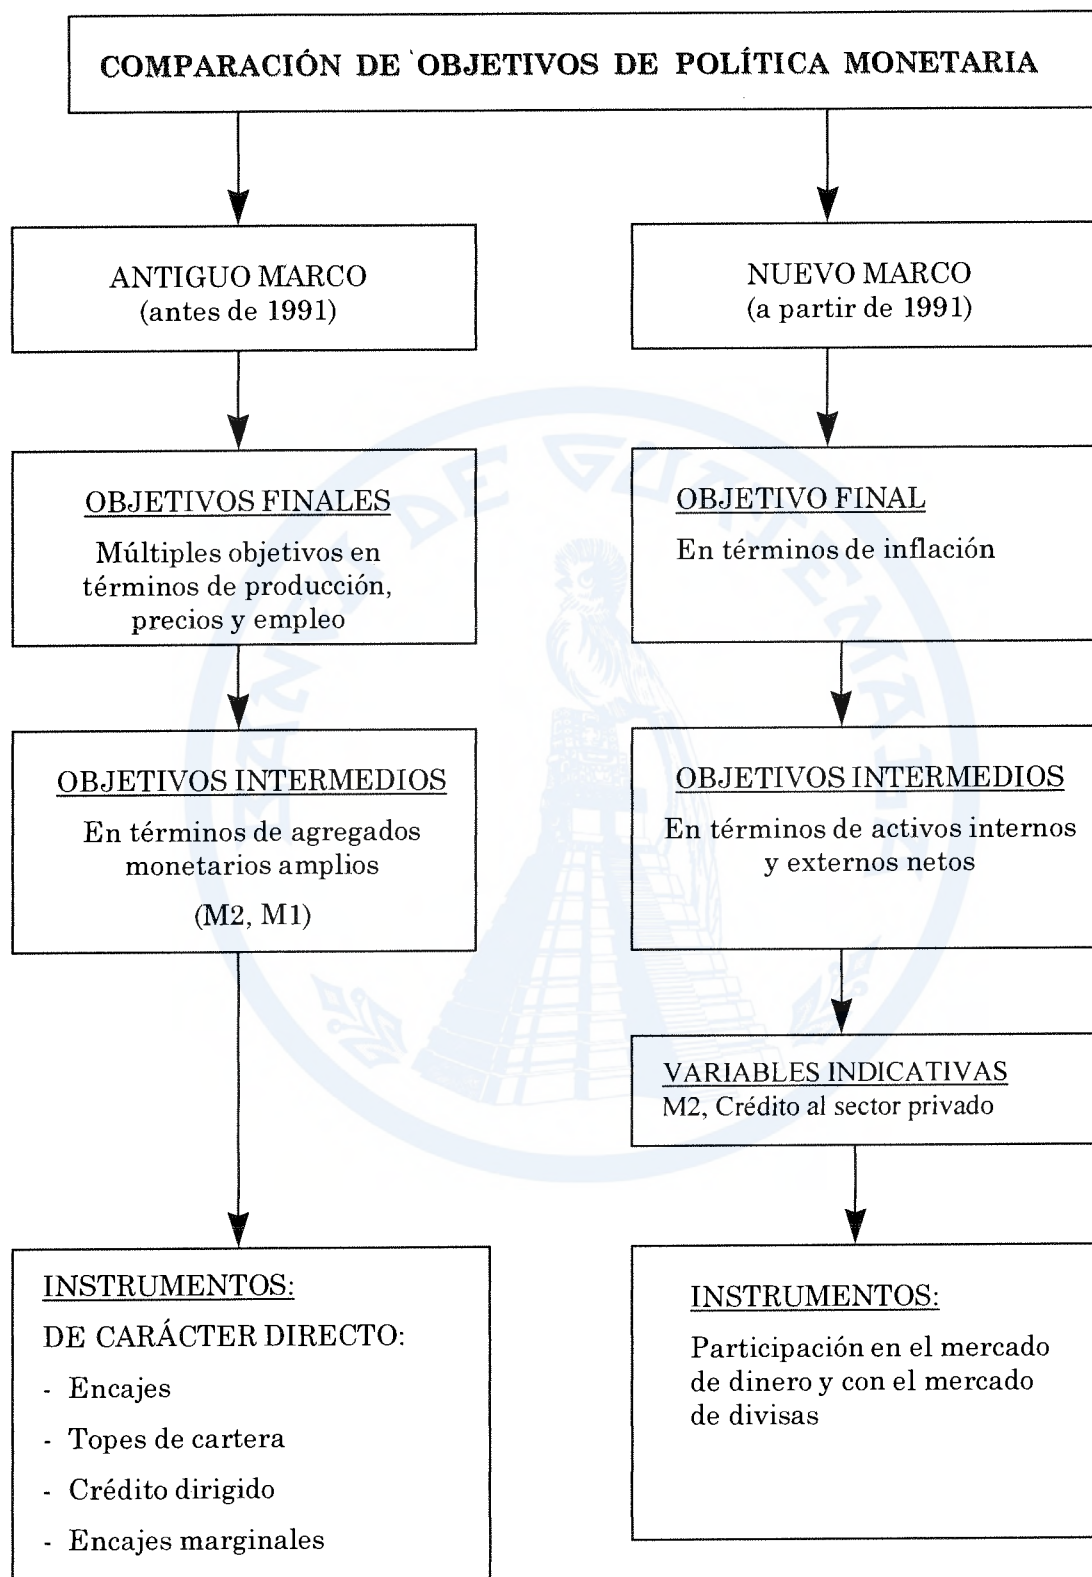 COMPARACIÓN DE OBJETIVOS DE POLÍTICA MONETARIA
ANTIGUO MARCO
(antes de 1991)
OBJETIVOS FINALES
Múltiples objetivos en
términos de producción,
precios y empleo
OBJETIVOS INTERMEDIOS
En términos de agregados
monetarios amplios
(M2, M1)
INSTRUMENTOS:
DE CARÁCTER DIRECTO:
- Encajes
- Topes de cartera
- Crédito dirigido
- Encajes marginales
NUEVO MARCO
(a partir de 1991)
OBJETIVO FINAL
En términos de inflación
OBJETIVOS INTERMEDIOS
En términos de activos internos
y externos netos
VARIABLES INDICATIVAS
M2, Crédito al sector privado
INSTRUMENTOS:
Participación en el mercado
de dinero y con el mercado
de divisas
BANCO DE GUATEMALA